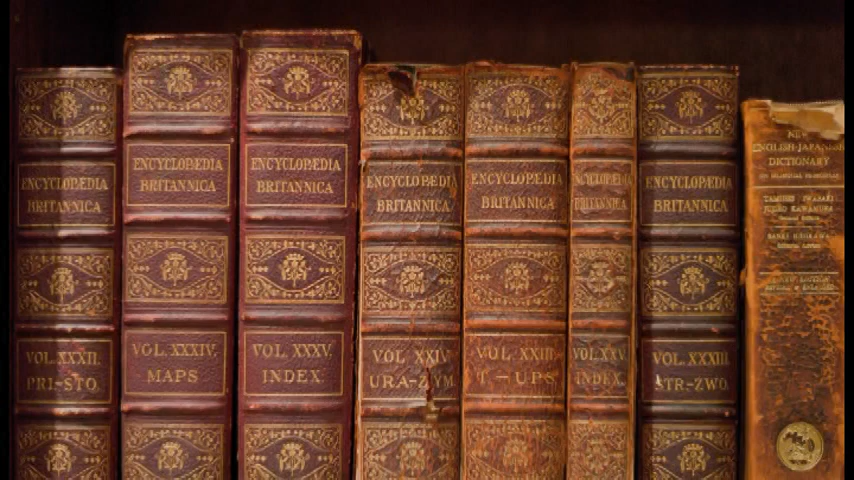 ENCYCLOPÆDIA
BRITANNICA
VOL. XXXII.
PRI-STO.
ENCYCLOPÆDIA
BRITANNICA
VOL. XXXIV.
MAPS
ENCYCLOPÆDIA
BRITANNICA
VOL. XXXV.
INDEX.
ENCYCLOPÆDIA
BRITANNICA
VOL. XXIV.
URA-ZYM
ENCYCLOPÆDIA
BRITANNICA
VOL. XXIII.
T — UPS
ENCYCLOPÆDIA
BRITANNICA
VOL. XXV.
INDEX.
ENCYCLOPÆDIA
BRITANNICA
VOL. XXXIII.
STR-ZWO.
NEW
ENGLISH-JAPANESE
DICTIONARY